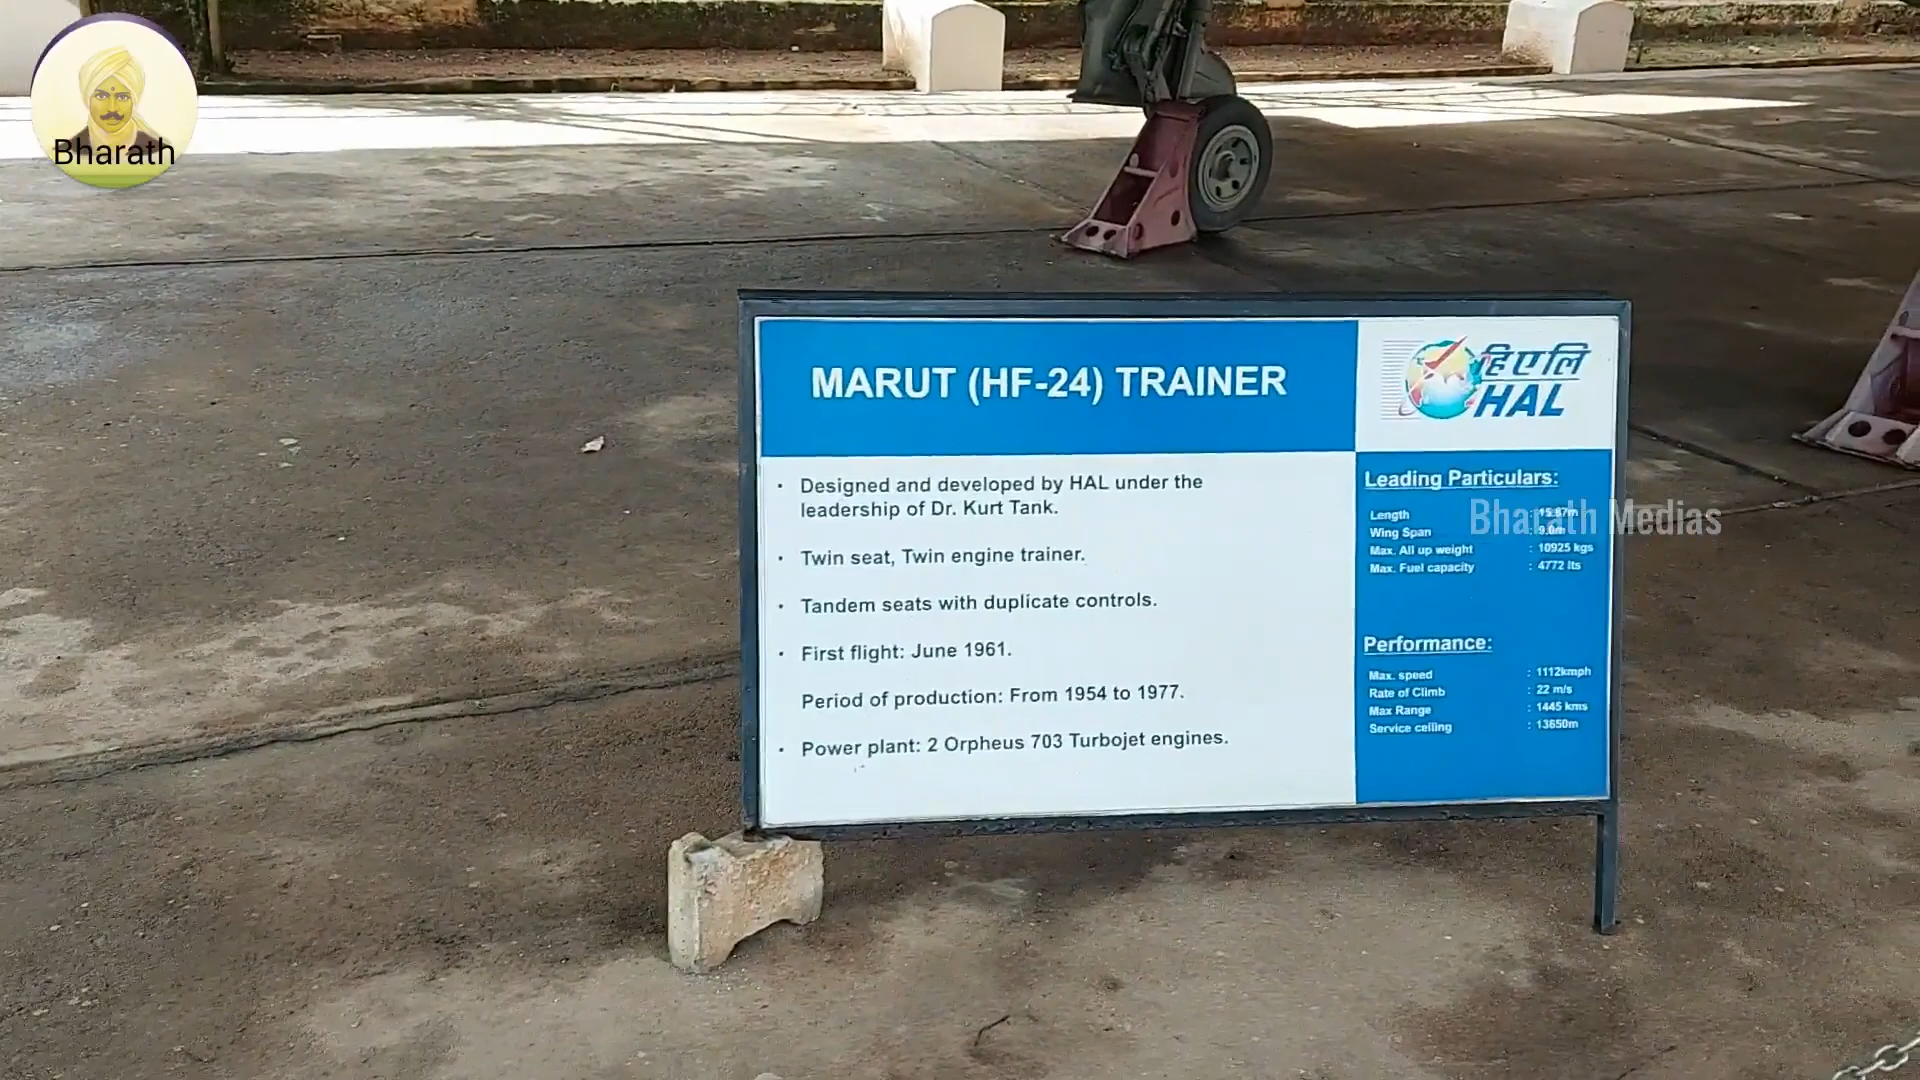 Bharath
MARUT (HF-24) TRAINER
हिएलि
HAL
· Designed and developed by HAL under the
leadership of Dr. Kurt Tank.
· Twin seat, Twin engine trainer.
· Tandem seats with duplicate controls.
· First flight: June 1961.
Period of production: From 1954 to 1977.
· Power plant: 2 Orpheus 703 Turbojet engines.
Leading Particulars:
Bharath Medias
Length : 15.87m
Wing Span : 9.0m
Max. All up weight : 10925 kgs
Max. Fuel capacity : 4772 lts
Performance:
Max. speed : 1112kmph
Rate of Climb : 22 m/s
Max Range : 1445 kms
Service ceiling : 13650m